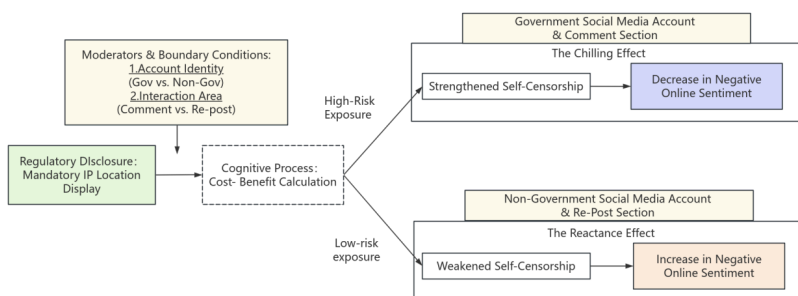 Moderators & Boundary Conditions:
1.Account Identity
(Gov vs. Non-Gov)
2.Interaction Area
(Comment vs. Re-post)
Regulatory DIsclosure:
Mandatory IP Location
Display
Cognitive Process:
Cost- Benefit Calculation
High-Risk
Exposure
Government Social Media Account
& Comment Section
The Chilling Effect
Strengthened Self-Censorship
Decrease in Negative
Online Sentiment
Low-risk
exposure
Non-Government Social Media Account
& Re-Post Section
The Reactance Effect
Weakened Self-Censorship
Increase in Negative
Online Sentiment